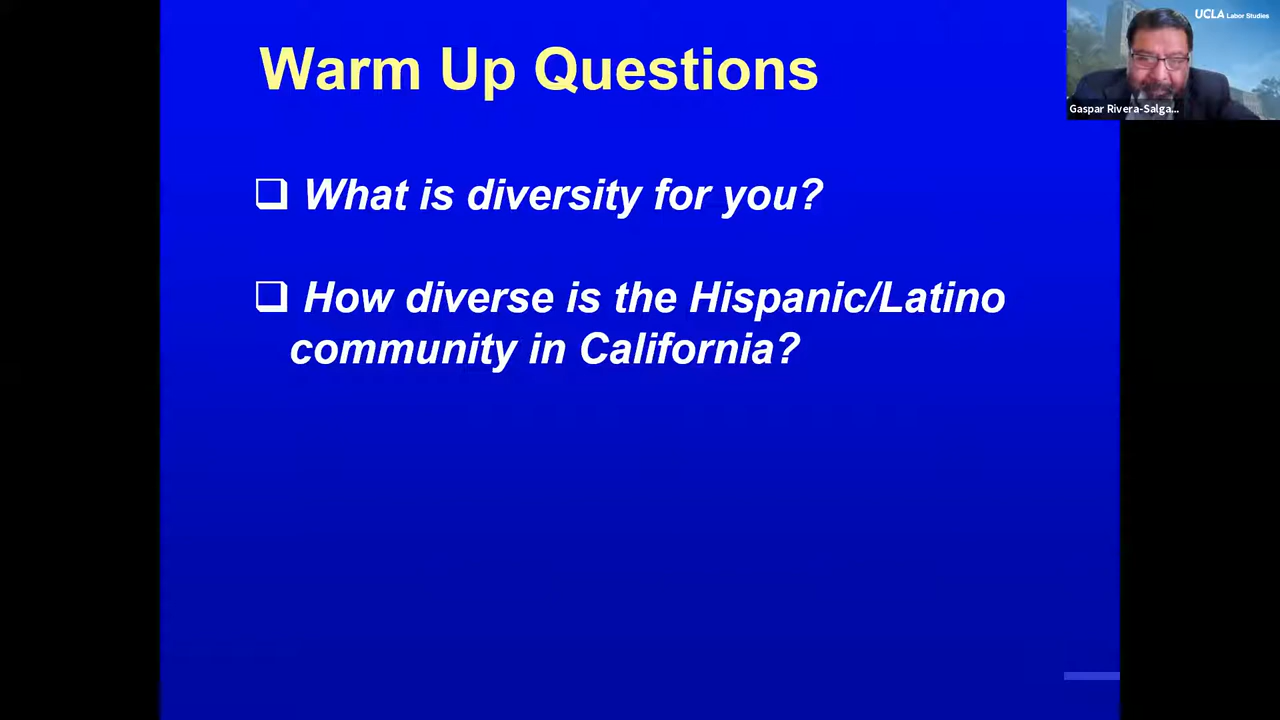 Warm Up Questions
UCLA Labor Studies
Gaspar Rivera-Salga...
❑ What is diversity for you?
❑ How diverse is the Hispanic/Latino
community in California?